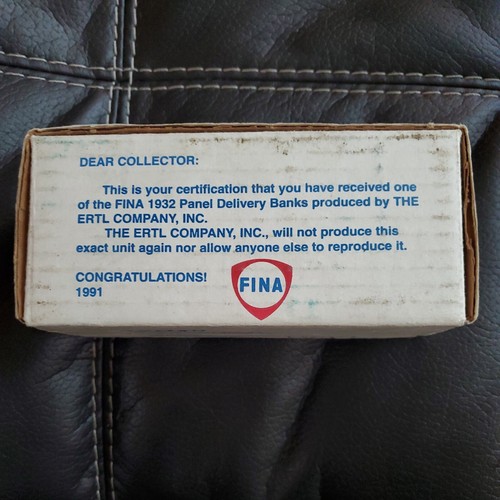 DEAR COLLECTOR:
This is your certification that you have received one
of the FINA 1932 Panel Delivery Banks produced by THE
ERTL COMPANY, INC.
THE ERTL COMPANY, INC., will not produce this
exact unit again nor allow anyone else to reproduce it.
CONGRATULATIONS!
1991
FINA